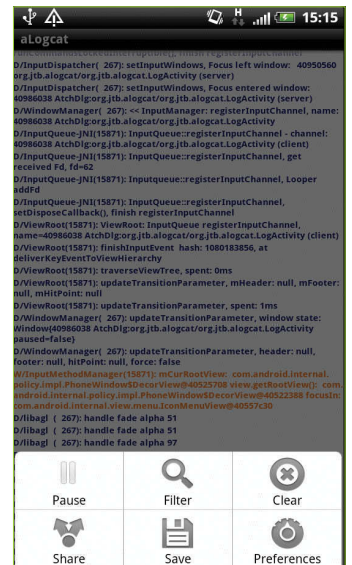 H
15:15
aLogcat
D/InputDispatcher( 267): setInputWindows, Focus left window: 40950560
org.jtb.alogcat/org.jtb.alogcat.LogActivity (server)
D/InputDispatcher( 267): setInputWindows, Focus entered window:
40986038 AtchDlg:org.jtb.alogcat/org.jtb.alogcat.LogActivity
(server)
D/WindowManager( 267): << InputManager: registerInputChannel, name:
40986038 AtchDlg:org.jtb.alogcat/org.jtb.alogcat.LogActivity
D/InputQueue-JNI(15871): InputQueue::registerInputChannel - channel:
40986038 AtchDlg:org.jtb.alogcat/org.jtb.alogcat.LogActivity (client)
D/InputQueue-JNI(15871): InputQueue::registerInputChannel, get
received Fd, fd=62
D/InputQueue-JNI(15871): Inputqueue::registerInputChannel, Looper
addFd
D/InputQueue-JNI(15871): InputQueue::registerInputChannel,
setDisposeCallback(), finish registerInputChannel
D/ViewRoot(15871): ViewRoot: InputQueue registerInputChannel,
name=40986038 AtchDlg:org.jtb.alogcat/org.jtb.alogcat.LogActivity (client)
D/ViewRoot(15871): finishInputEvent hash: 1080183856, at
deliverKeyEventToViewHierarchy
D/ViewRoot(15871): traverseViewTree, spent: 0ms
D/ViewRoot(15871): updateTransitionParameter, mHeader: null, mFooter:
null, mHitPoint: null
D/ViewRoot(15871): updateTransitionParameter, spent: 1ms
D/WindowManager( 267): updateTransitionParameter, window state:
Window{40986038 AtchDlg:org.jtb.alogcat/org.jtb.alogcat.LogActivity
paused=false}
D/WindowManager( 267): updateTransitionParameter, header: null,
footer: null, hitPoint: null, force: false
W/InputMethodManager(15871): mCurRootView: com.android.internal.
policy.impl.PhoneWindow$DecorView@40525708 view.getRootView(): com.
android.internal.policy.impl.PhoneWindow$DecorView@40522388 focusIn:
com.android.internal.view.menu.IconMenuView@40557c30
D/libagl ( 267): handle fade alpha 51
D/libagl ( 267): handle fade alpha 51
D/libagl ( 267): handle fade alpha 97
Pause
Filter
Clear
Share
Save
Preferences